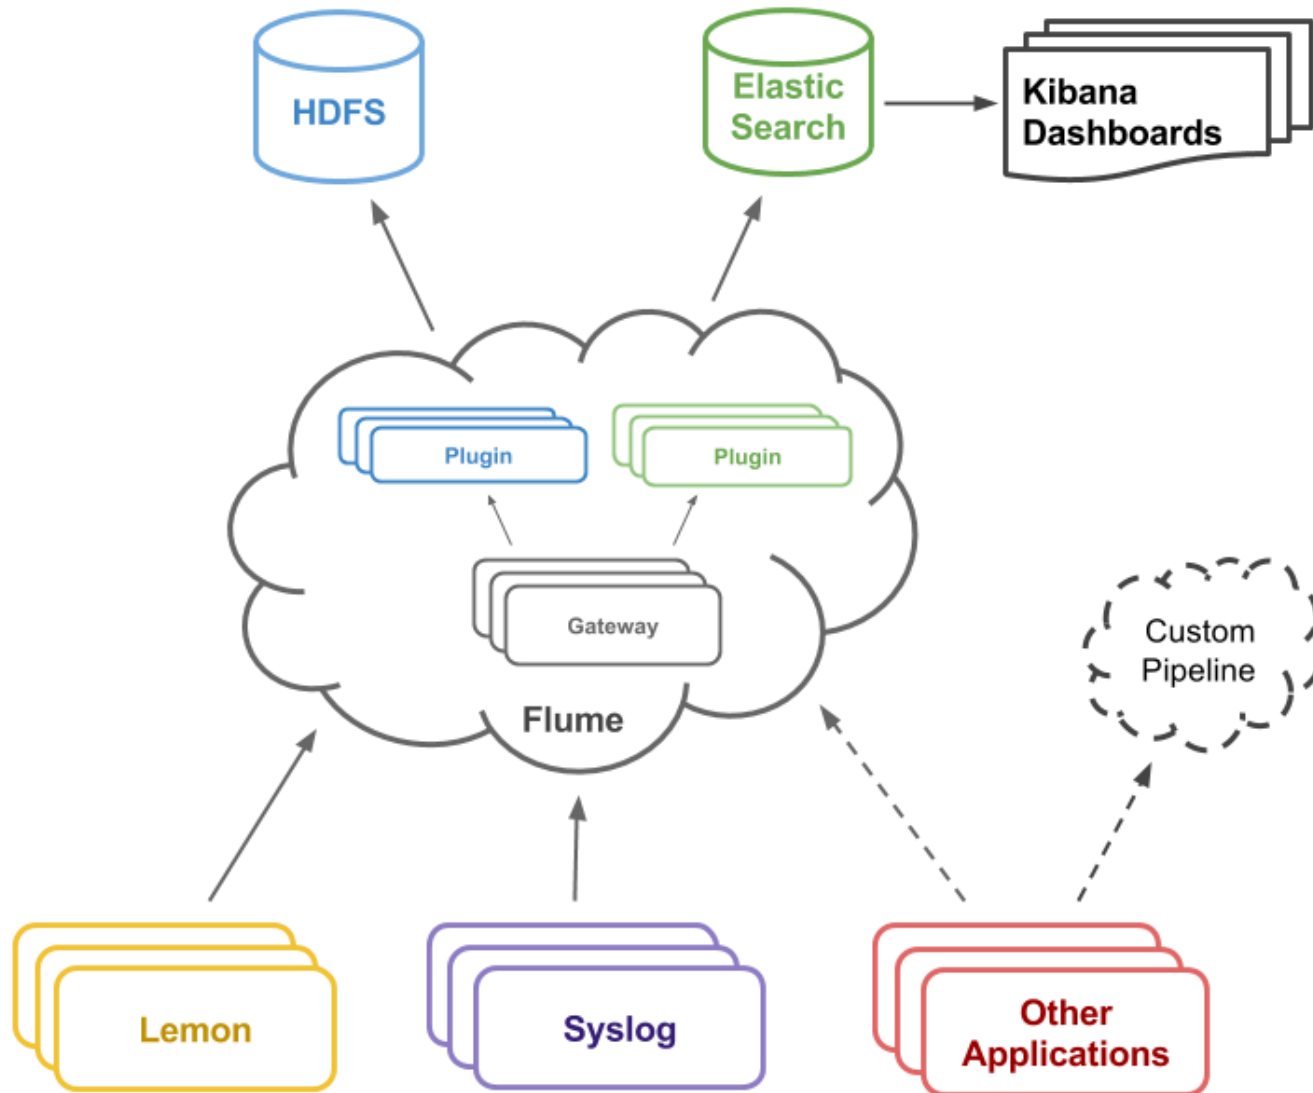 HDFS
Elastic
Search
Kibana
Dashboards
Plugin
Plugin
Gateway
Flume
Custom
Pipeline
Lemon
Syslog
Other
Applications